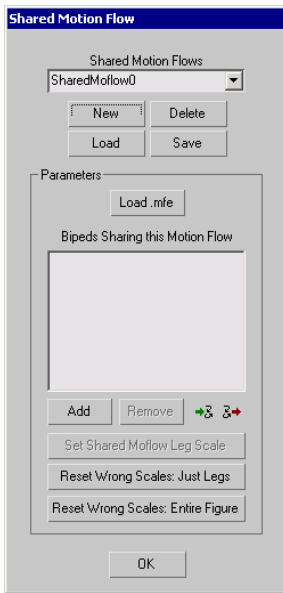 Shared Motion Flow
Shared Motion Flows
SharedMoflow0
New Delete
Load Save
Parameters
Load .mfe
Bipeds Sharing this Motion Flow
Add Remove
Set Shared Moflow Leg Scale
Reset Wrong Scales: Just Legs
Reset Wrong Scales: Entire Figure
OK